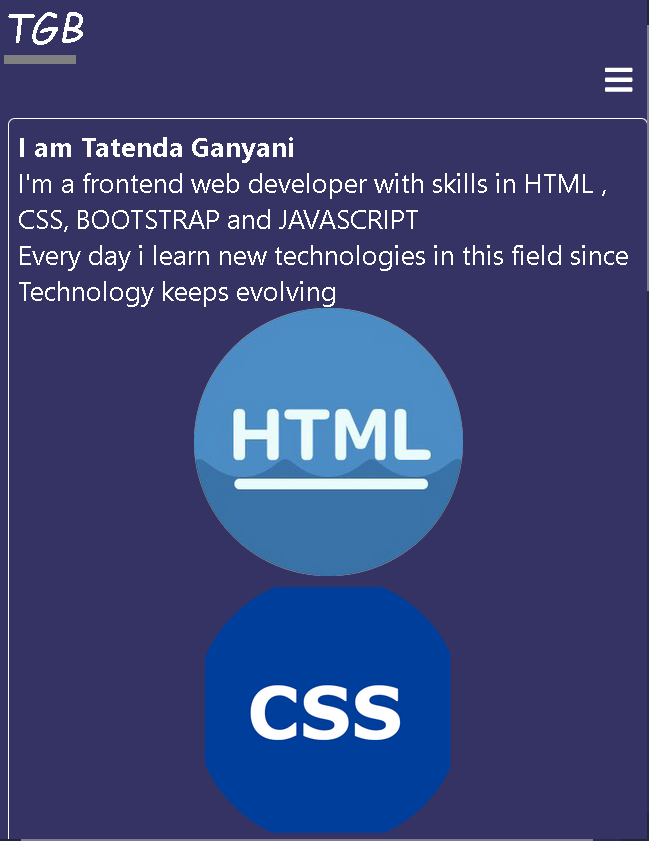 TGB
I am Tatenda Ganyani
I'm a frontend web developer with skills in HTML ,
CSS, BOOTSTRAP and JAVASCRIPT
Every day i learn new technologies in this field since
Technology keeps evolving
HTML
CSS